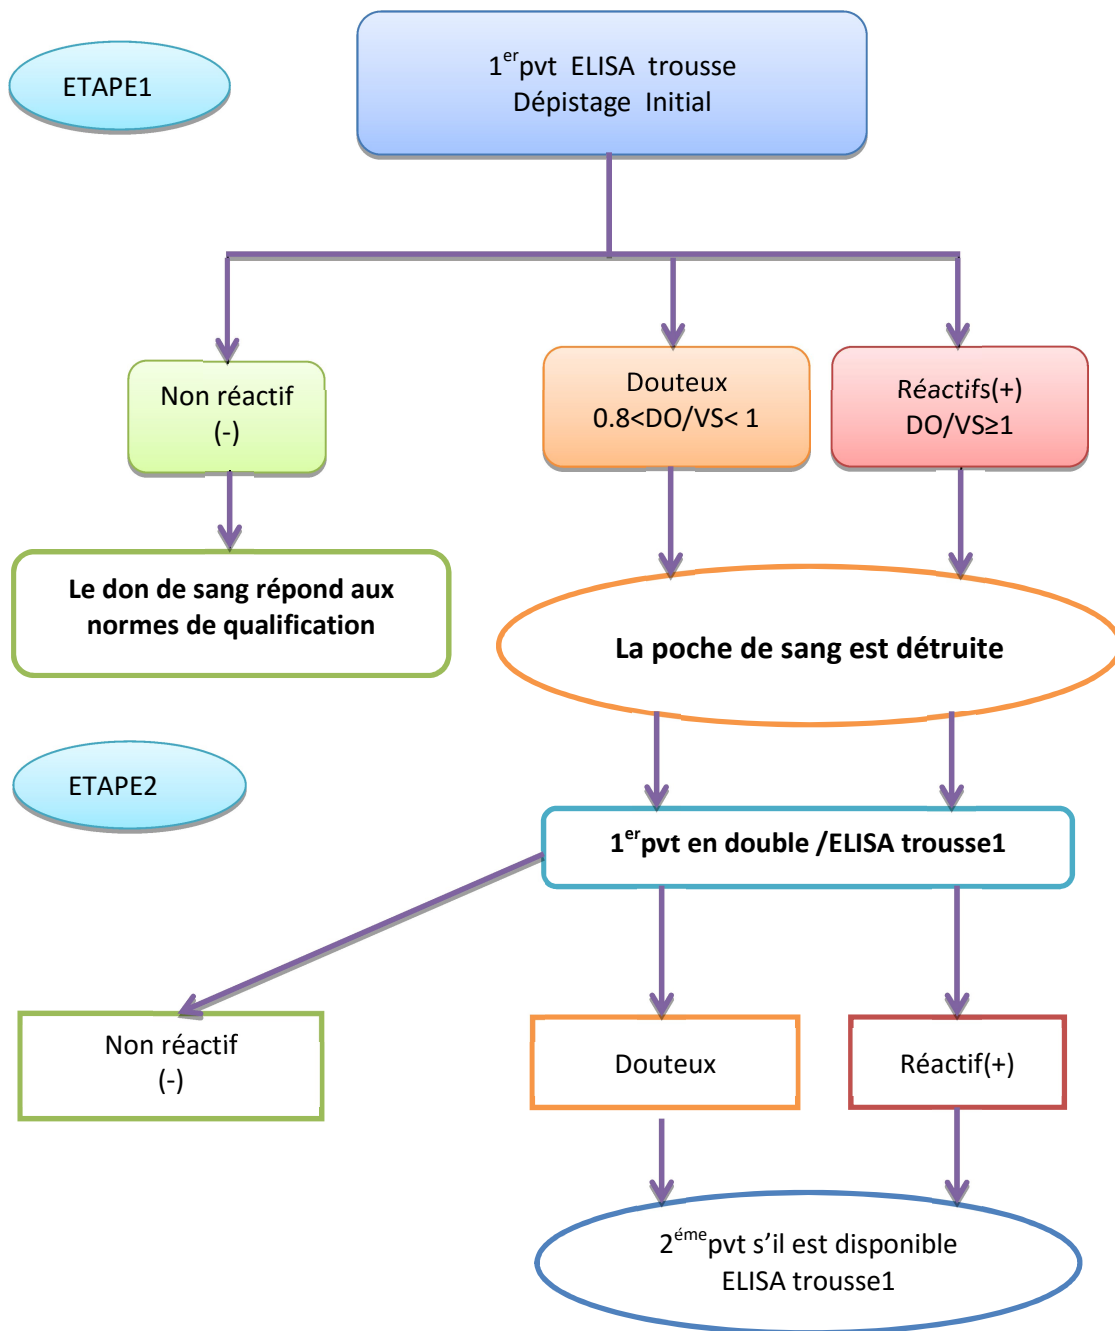 ETAPE1
1er pvt ELISA trousse
Dépistage Initial
Non réactif
(-)
Douteux
0.8<DO/VS< 1
Réactifs(+)
DO/VS≥1
Le don de sang répond aux
normes de qualification
La poche de sang est détruite
ETAPE2
1er pvt en double /ELISA trousse1
Non réactif
(-)
Douteux
Réactif(+)
2éme pvt s’il est disponible
ELISA trousse1